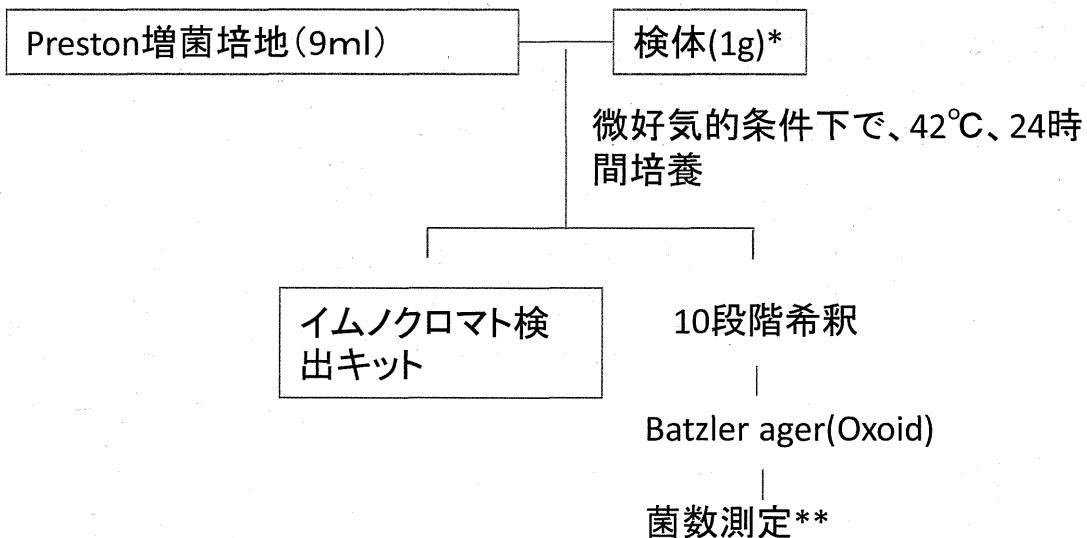 Preston増菌培地(9ml)
検体(1g)*
微好気的条件下で、42℃、24時
間培養
イムノクロマト検
出キット
10段階希釈
Batzler ager(Oxoid)
菌数測定**